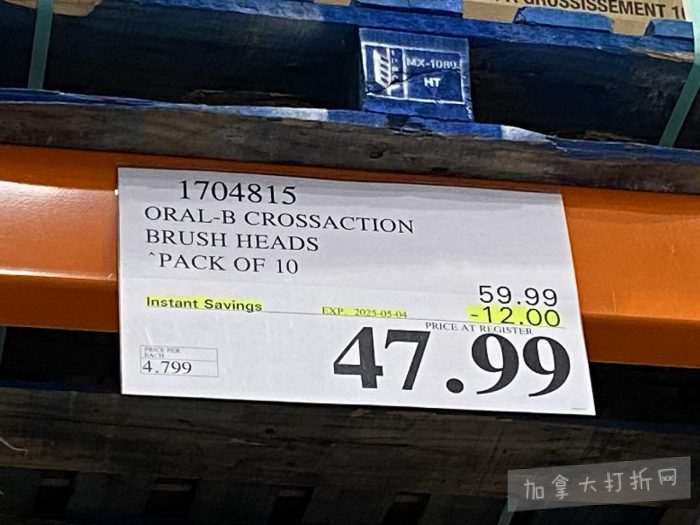 GROSSISSEMENT
MX-1089
HT
1704815
ORAL-B CROSSACTION
BRUSH HEADS
^PACK OF 10
59.99
Instant Savings EXP. 2025-05-04 -12.00
PRICE AT REGISTER
PRICE PER
EACH
4.799
47.99
加拿大打折网